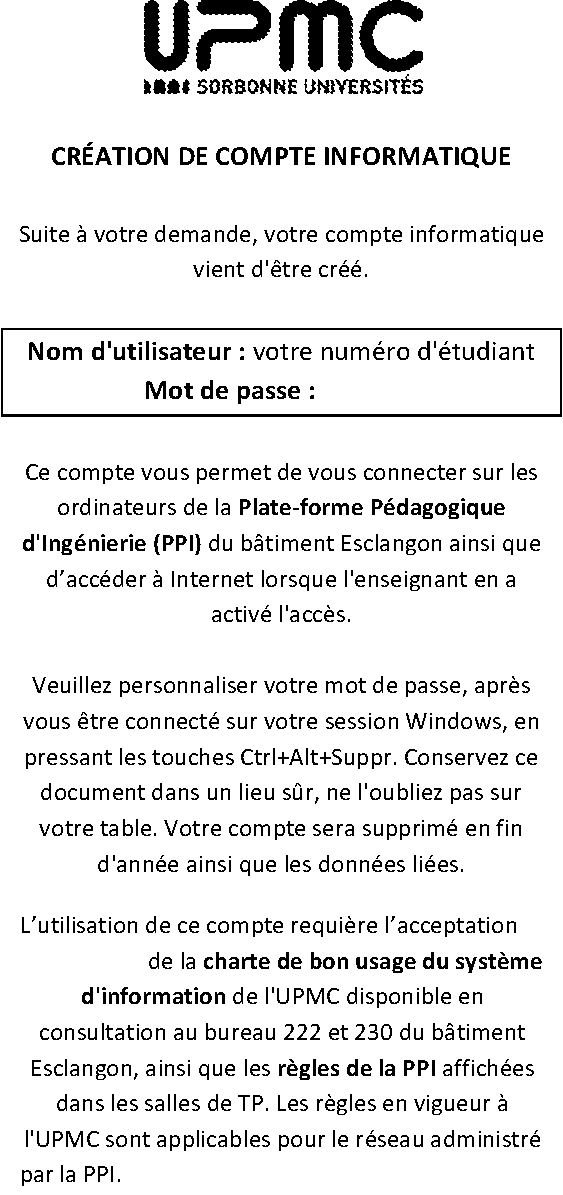 UPMC
SORBONNE UNIVERSITÉS
CRÉATION DE COMPTE INFORMATIQUE
Suite à votre demande, votre compte informatique
vient d'être créé.
Nom d'utilisateur : votre numéro d'étudiant
Mot de passe :
Ce compte vous permet de vous connecter sur les
ordinateurs de la Plate-forme Pédagogique
d'Ingénierie (PPI) du bâtiment Esclangon ainsi que
d’accéder à Internet lorsque l'enseignant en a
activé l'accès.
Veuillez personnaliser votre mot de passe, après
vous être connecté sur votre session Windows, en
pressant les touches Ctrl+Alt+Suppr. Conservez ce
document dans un lieu sûr, ne l'oubliez pas sur
votre table. Votre compte sera supprimé en fin
d'année ainsi que les données liées.
L’utilisation de ce compte requière l’acceptation
de la charte de bon usage du système
d'information de l'UPMC disponible en
consultation au bureau 222 et 230 du bâtiment
Esclangon, ainsi que les règles de la PPI affichées
dans les salles de TP. Les règles en vigueur à
l'UPMC sont applicables pour le réseau administré
par la PPI.